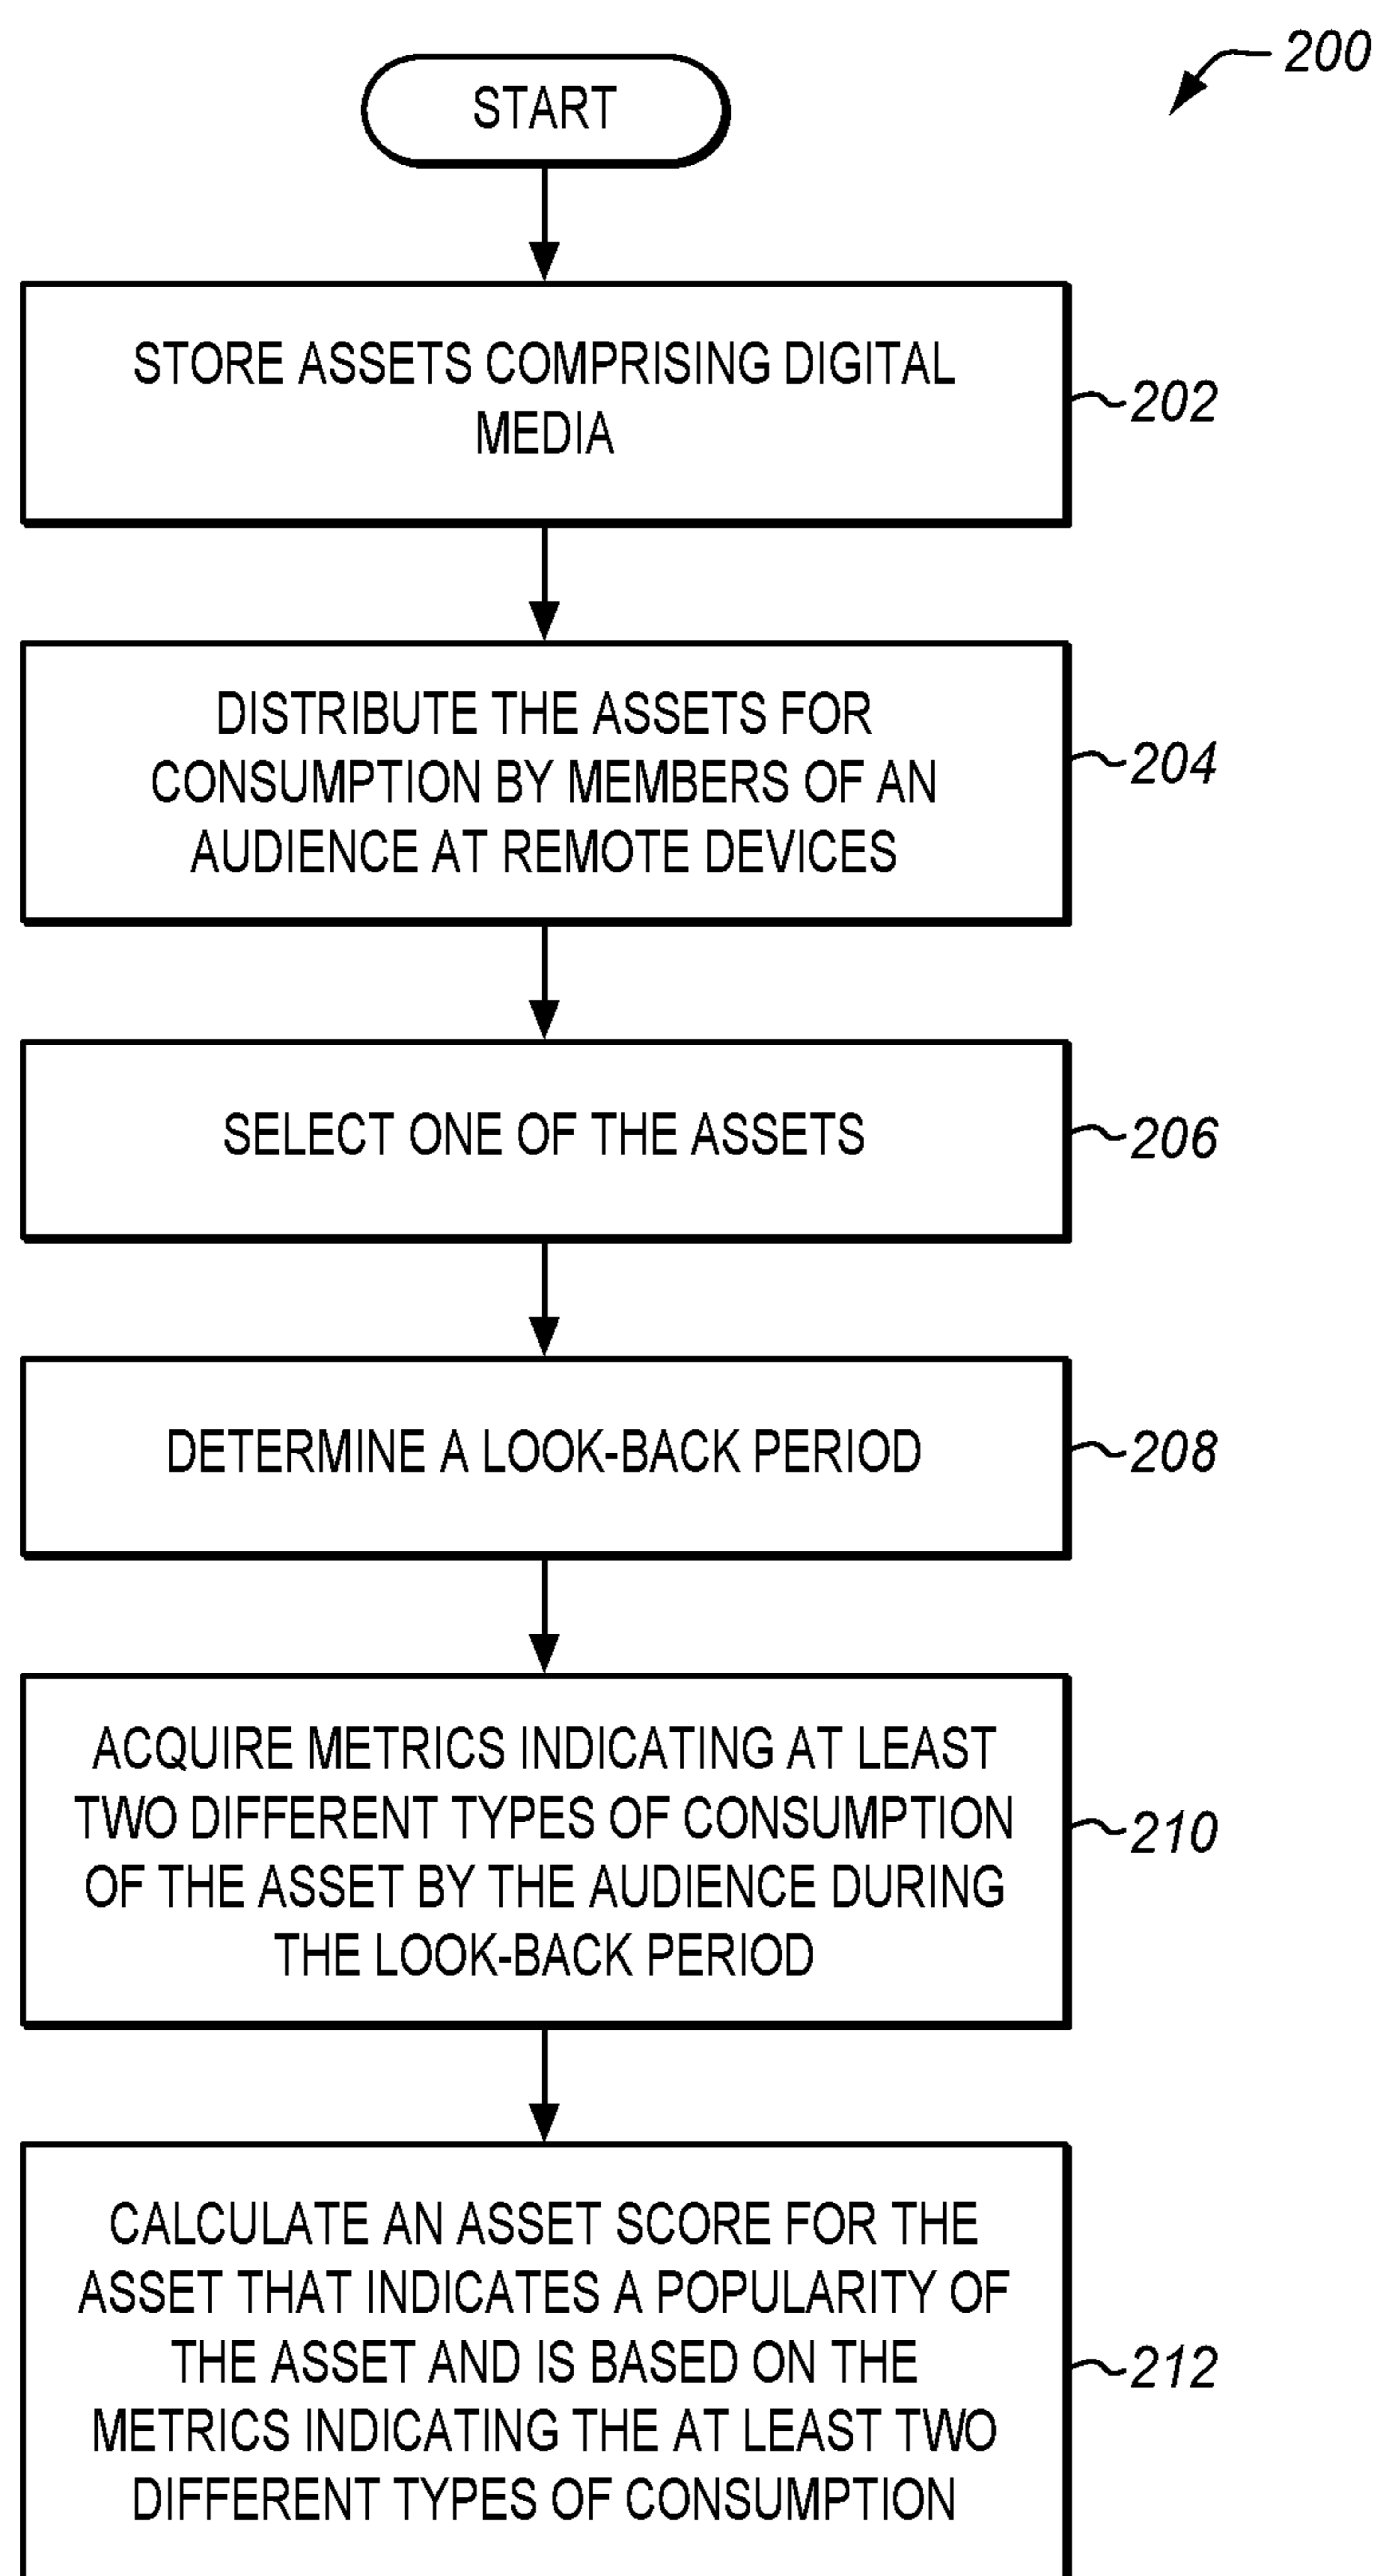 200
START
STORE ASSETS COMPRISING DIGITAL
MEDIA
202
DISTRIBUTE THE ASSETS FOR
CONSUMPTION BY MEMBERS OF AN
AUDIENCE AT REMOTE DEVICES
204
SELECT ONE OF THE ASSETS
206
DETERMINE A LOOK-BACK PERIOD
208
ACQUIRE METRICS INDICATING AT LEAST
TWO DIFFERENT TYPES OF CONSUMPTION
OF THE ASSET BY THE AUDIENCE DURING
THE LOOK-BACK PERIOD
210
CALCULATE AN ASSET SCORE FOR THE
ASSET THAT INDICATES A POPULARITY OF
THE ASSET AND IS BASED ON THE
METRICS INDICATING THE AT LEAST TWO
DIFFERENT TYPES OF CONSUMPTION
212